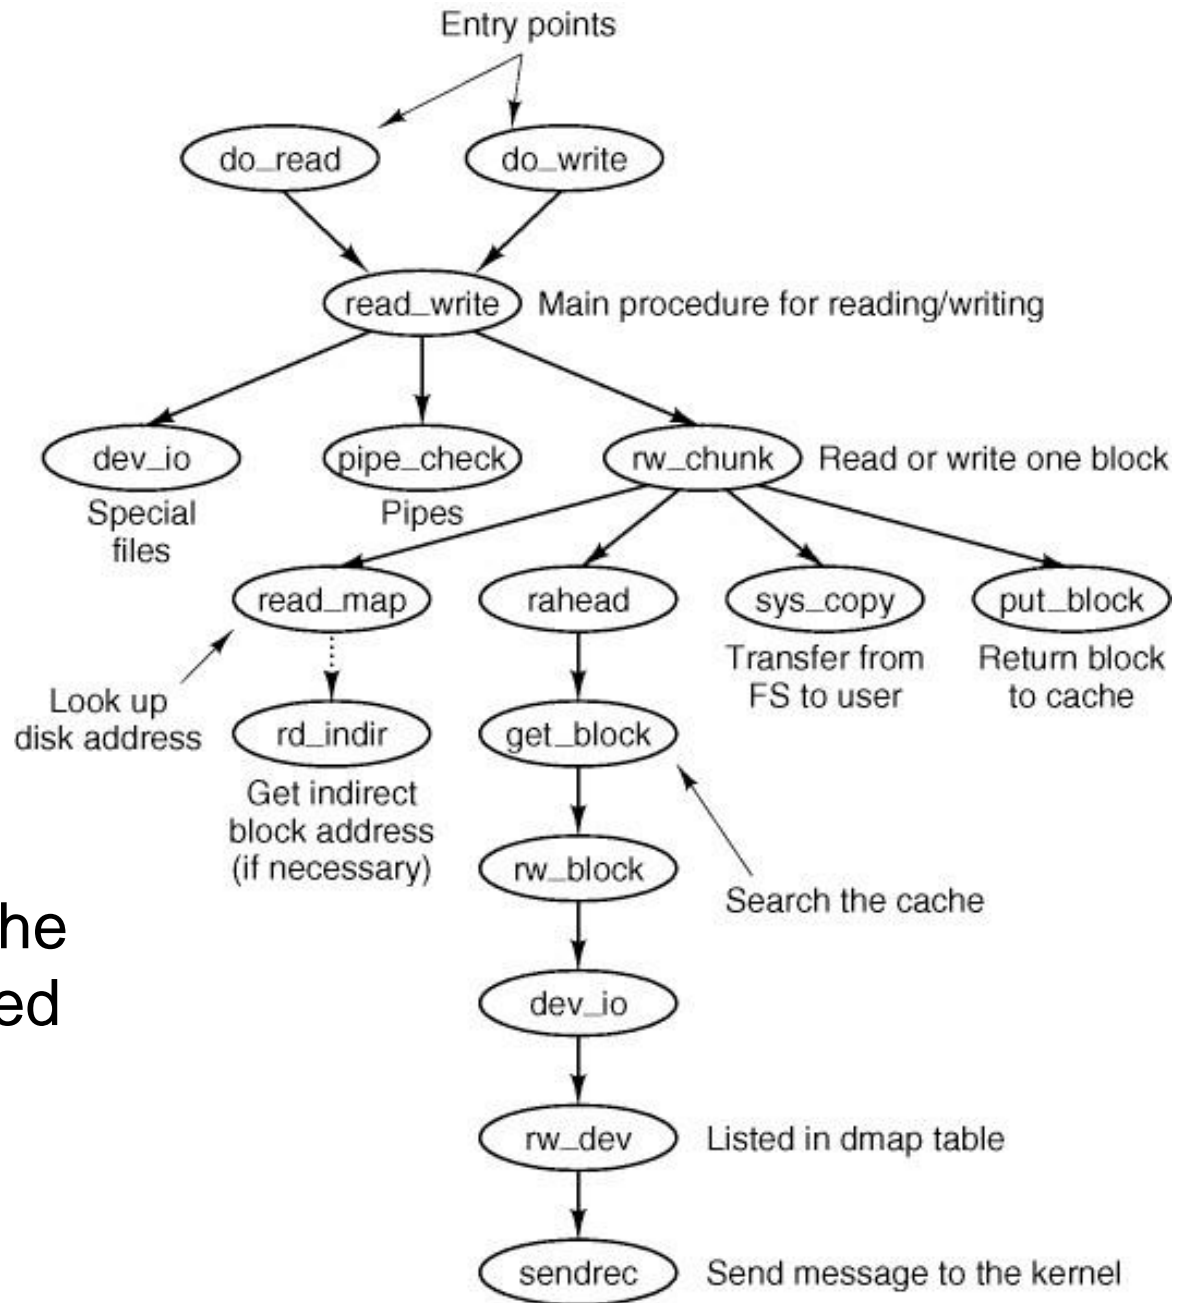 Entry points
do_read
do_write
read_write
Main procedure for reading/writing
dev_io
pipe_check
rw_chunk
Read or write one block
Special
files
Pipes
read_map
rahead
sys_copy
put_block
Transfer from
FS to user
Return block
to cache
Look up
disk address
rd_indir
get_block
Get indirect
block address
(if necessary)
rw_block
Search the cache
he
ed
dev_io
rw_dev
Listed in dmap table
sendrec
Send message to the kernel